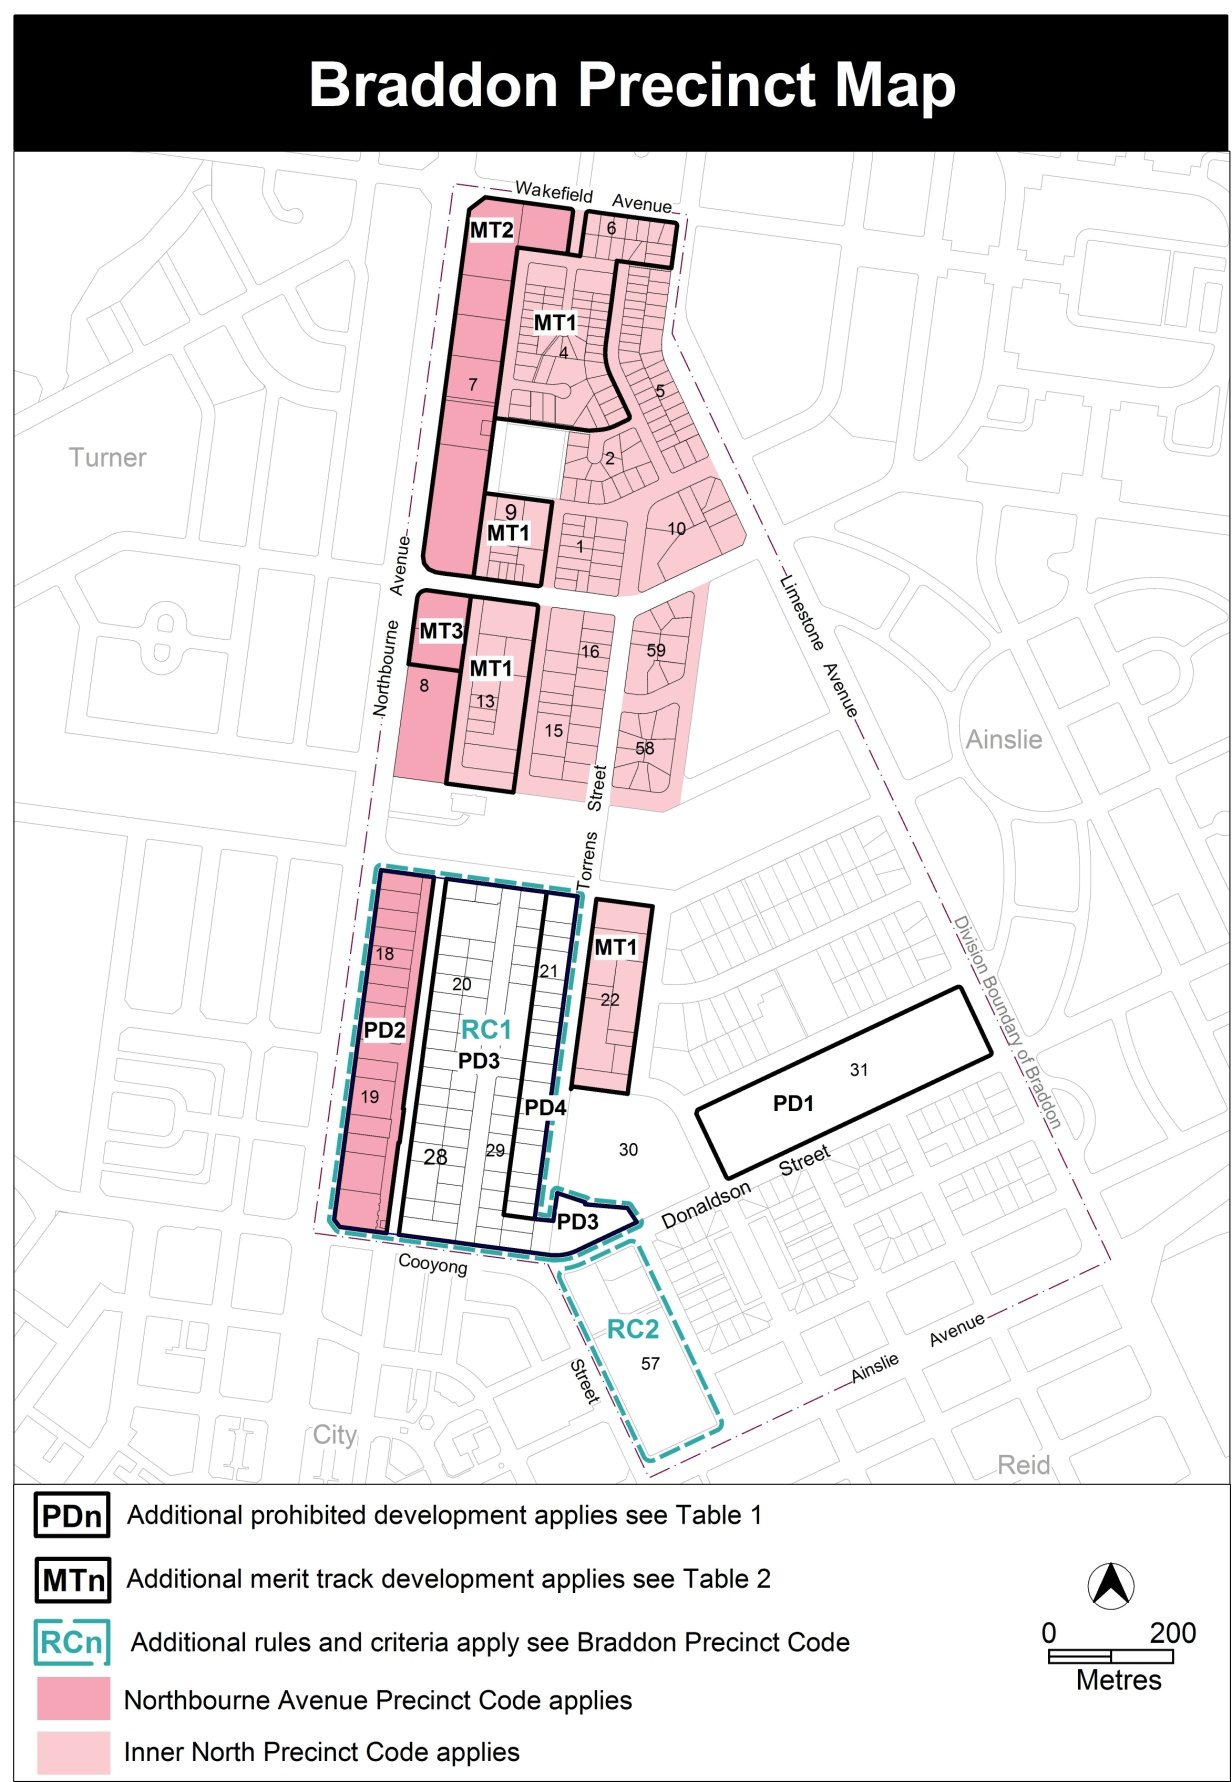 Braddon Precinct Map
Wakefield Avenue
MT2
6
MT1
4
7
5
Turner
2
9
MT1
10
1
Northbourne Avenue
Limestone Avenue
MT3
MT1
16
59
8
13
15
58
Ainslie
Torrens Street
MT1
18
21
20
22
RC1
PD2
PD3
Division Boundary of Braddon
31
PD1
19
PD4
28
29
30
Donaldson Street
PD3
Cooyong Street
RC2
57
Ainslie Avenue
City
Reid
PDn Additional prohibited development applies see Table 1
MTn Additional merit track development applies see Table 2
RCn Additional rules and criteria apply see Braddon Precinct Code
0 200
Metres
Northbourne Avenue Precinct Code applies
Inner North Precinct Code applies